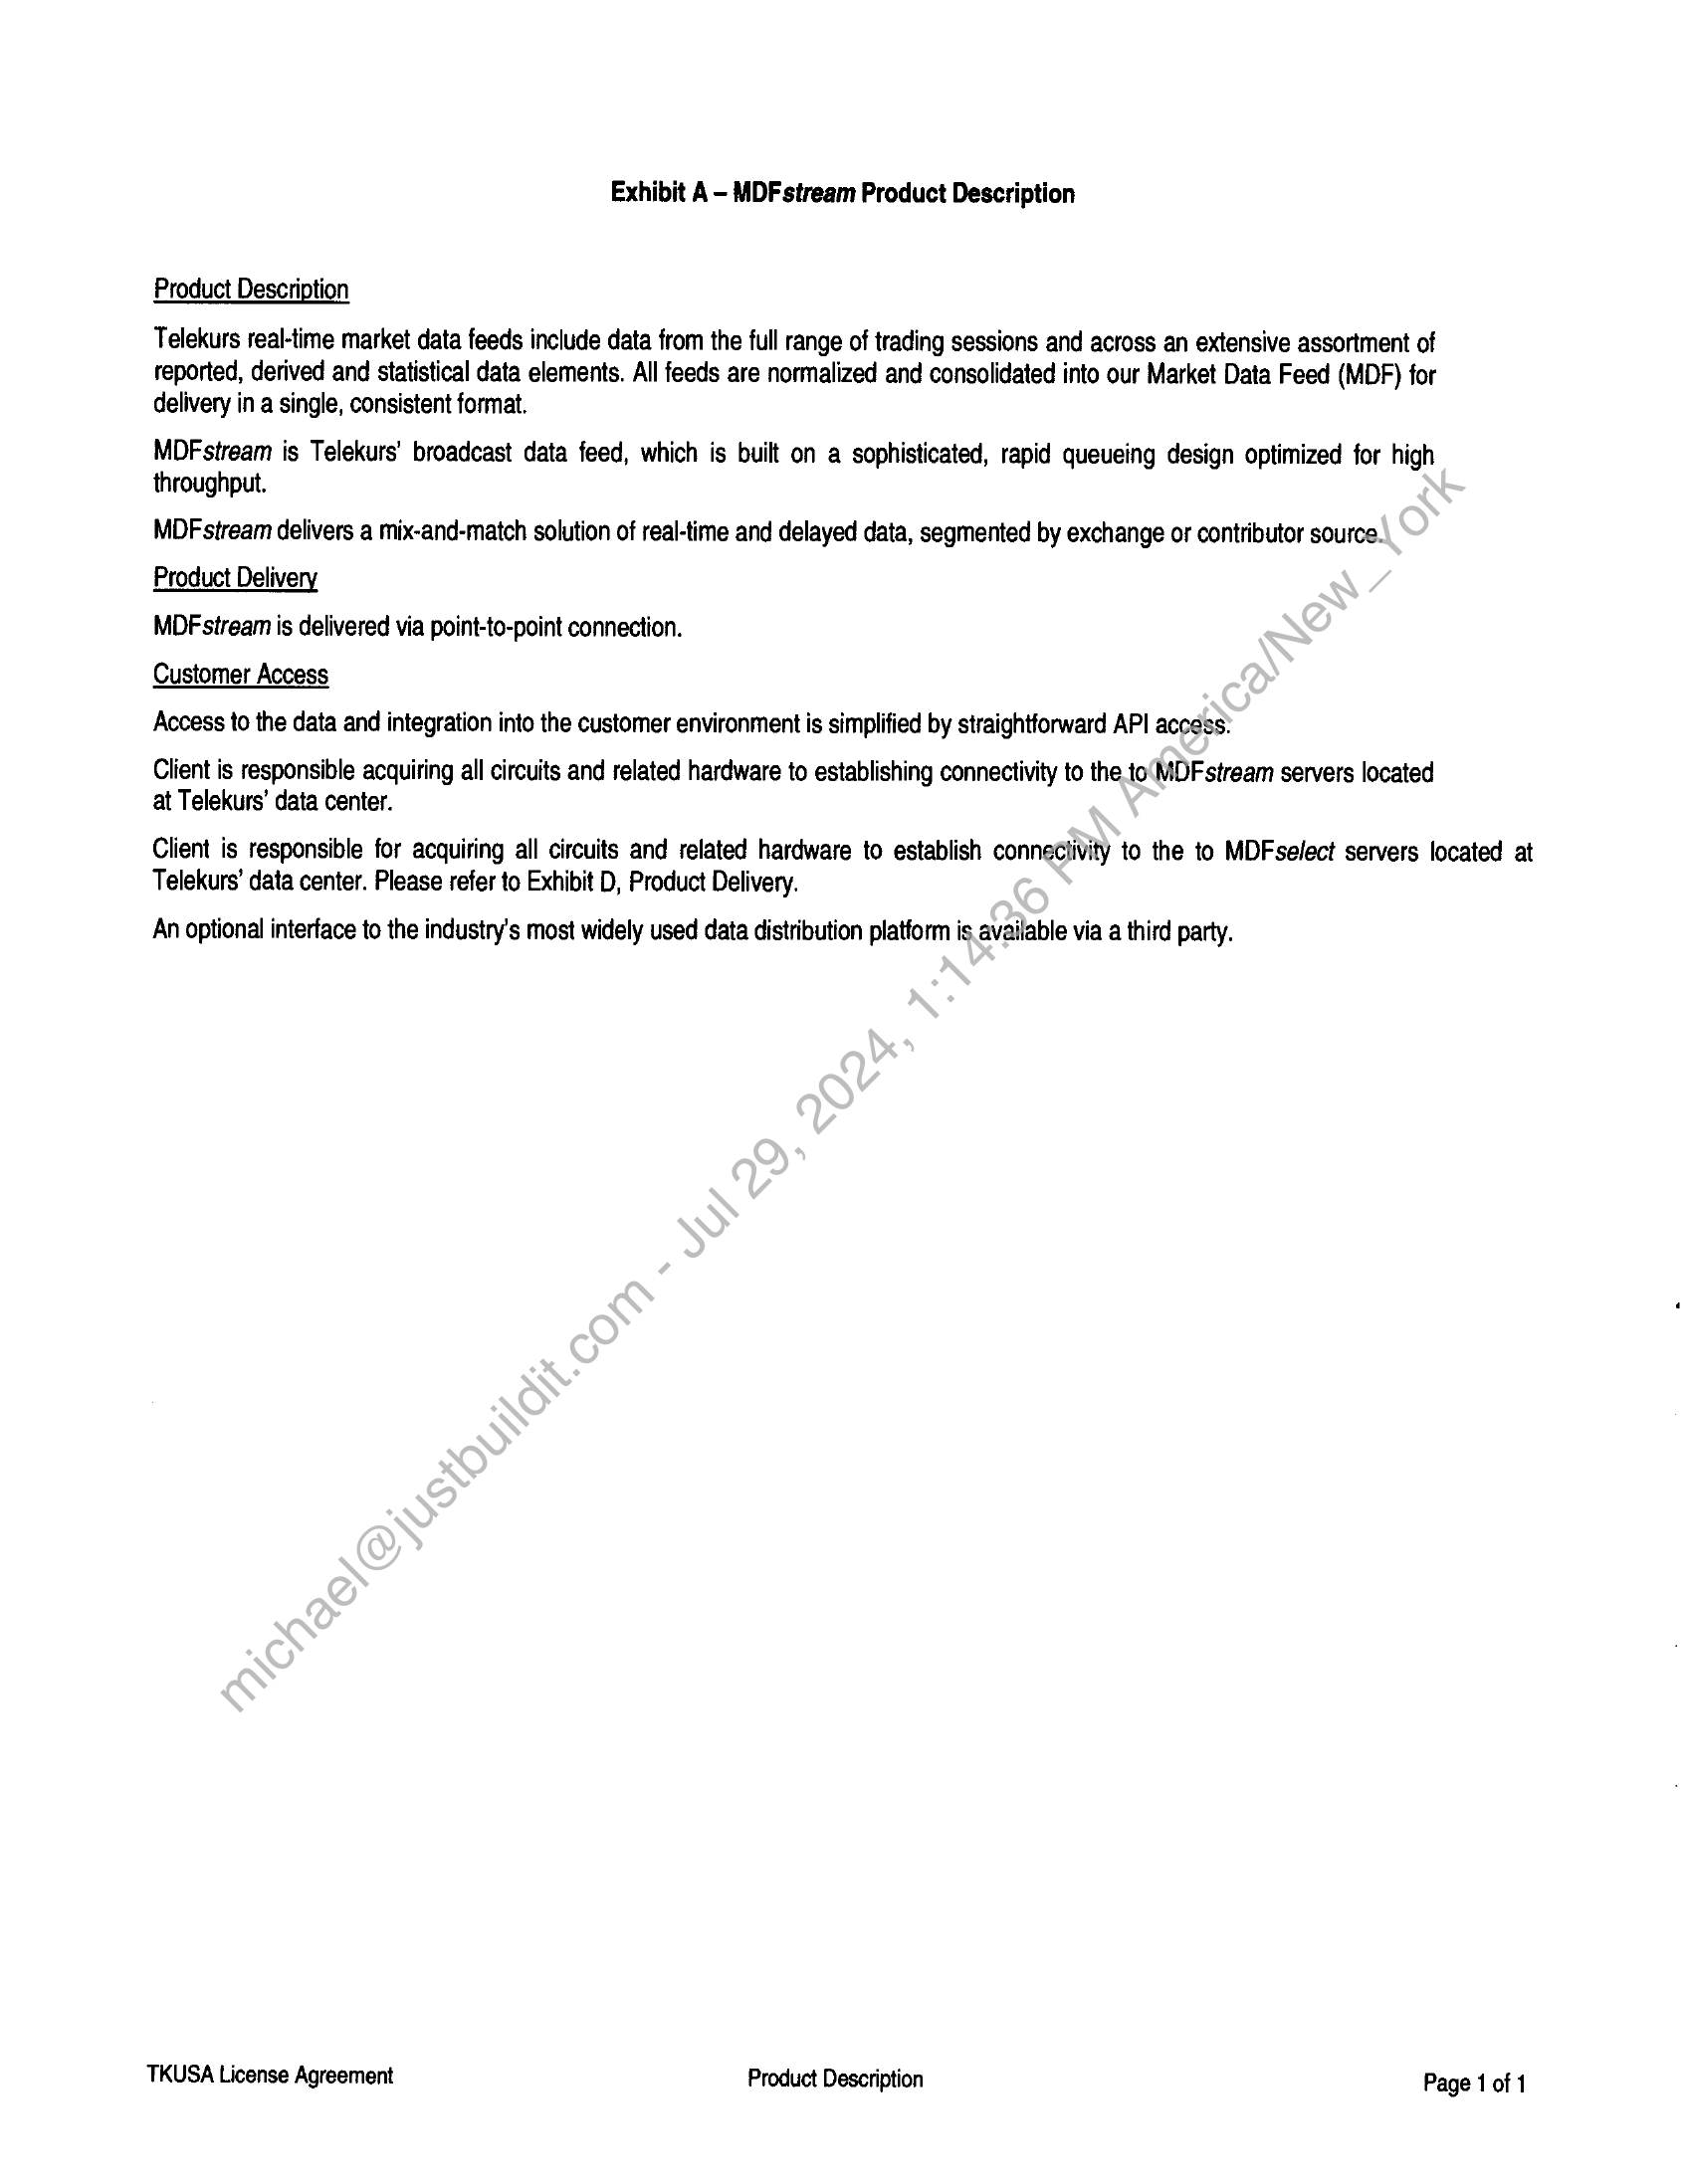 Exhibit A – MDFstream Product Description
Product Description
Telekurs real-time market data feeds include data from the full range of trading sessions and across an extensive assortment of
reported, derived and statistical data elements. All feeds are normalized and consolidated into our Market Data Feed (MDF) for
delivery in a single, consistent format.
MDFstream is Telekurs' broadcast data feed, which is built on a sophisticated, rapid queueing design optimized for high
throughput.
MDFstream delivers a mix-and-match solution of real-time and delayed data, segmented by exchange or contributor source.
Product Delivery
MDFstream is delivered via point-to-point connection.
Customer Access
Access to the data and integration into the customer environment is simplified by straightforward API access.
Client is responsible acquiring all circuits and related hardware to establishing connectivity to the to MDFstream servers located
at Telekurs' data center.
Client is responsible for acquiring all circuits and related hardware to establish connectivity to the to MDFselect servers located at
Telekurs' data center. Please refer to Exhibit D, Product Delivery.
An optional interface to the industry's most widely used data distribution platform is available via a third party.
michael@justbuildit.com - Jul 29, 2024, 1:14:36 PM America/New_York
TKUSA License Agreement
Product Description
Page 1 of 1